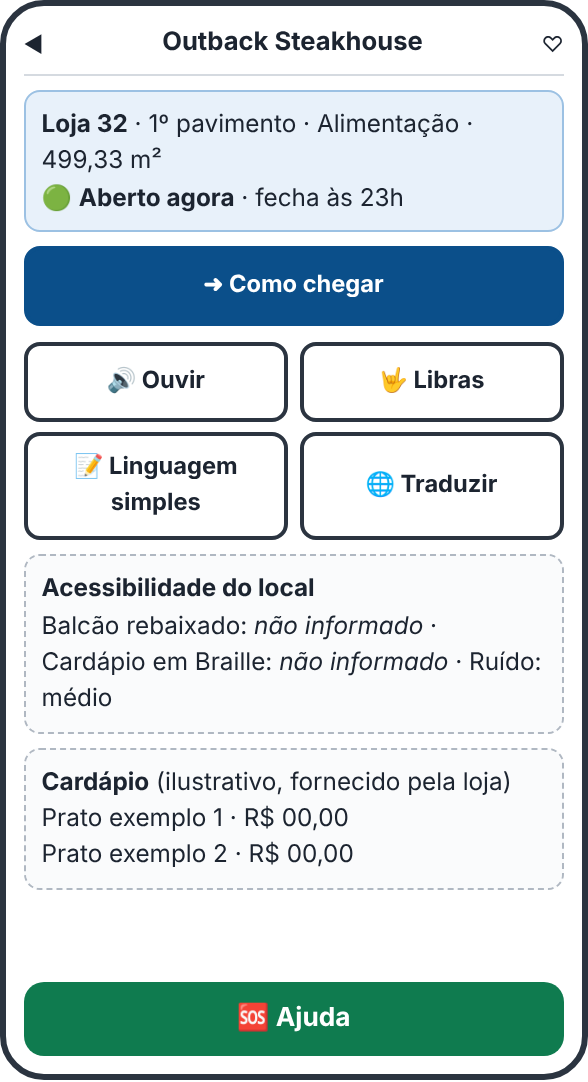 ◀ Outback Steakhouse ♡
Loja 32 · 1º pavimento · Alimentação ·
499,33 m²
🟢 Aberto agora · fecha às 23h
➜ Como chegar
🔊 Ouvir
🤟 Libras
📝 Linguagem
simples
🌐 Traduzir
Acessibilidade do local
Balcão rebaixado: não informado ·
Cardápio em Braille: não informado · Ruído:
médio
Cardápio (ilustrativo, fornecido pela loja)
Prato exemplo 1 · R$ 00,00
Prato exemplo 2 · R$ 00,00
🆘 Ajuda